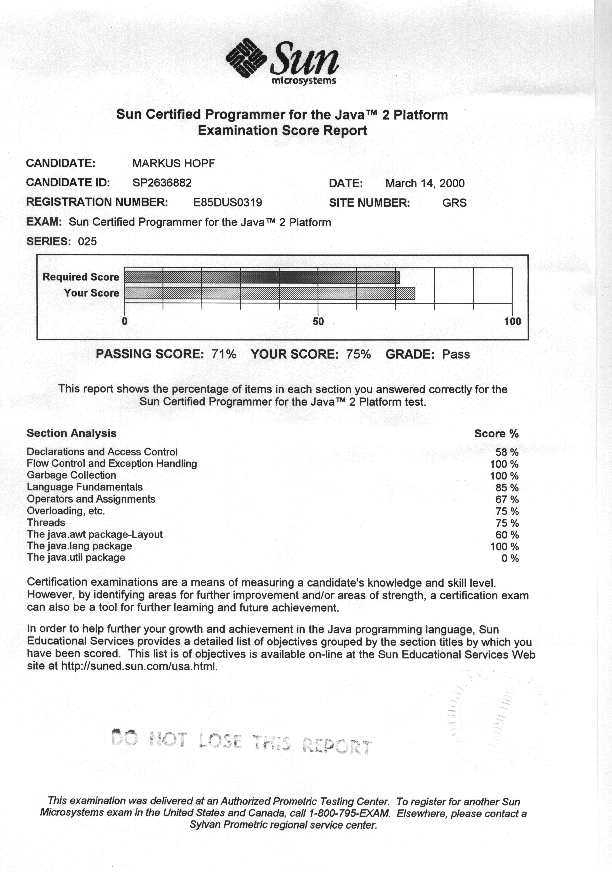 Sun
microsystems
Sun Certified Programmer for the Java™ 2 Platform
Examination Score Report
CANDIDATE: MARKUS HOPF
CANDIDATE ID: SP2636882 DATE: March 14, 2000
REGISTRATION NUMBER: E85DUS0319 SITE NUMBER: GRS
EXAM: Sun Certified Programmer for the Java™ 2 Platform
SERIES: 025
Required Score
Your Score
0 50 100
PASSING SCORE: 71% YOUR SCORE: 75% GRADE: Pass
This report shows the percentage of items in each section you answered correctly for the
Sun Certified Programmer for the Java™ 2 Platform test.
Section Analysis Score %
Declarations and Access Control 58 %
Flow Control and Exception Handling 100 %
Garbage Collection 100 %
Language Fundamentals 85 %
Operators and Assignments 67 %
Overloading, etc. 75 %
Threads 75 %
The java.awt package-Layout 60 %
The java.lang package 100 %
The java.util package 0 %
Certification examinations are a means of measuring a candidate's knowledge and skill level.
However, by identifying areas for further improvement and/or areas of strength, a certification exam
can also be a tool for further learning and future achievement.
In order to help further your growth and achievement in the Java programming language, Sun
Educational Services provides a detailed list of objectives grouped by the section titles by which you
have been scored. This list is of objectives is available on-line at the Sun Educational Services Web
site at http://suned.sun.com/usa.html.
DO NOT LOSE THIS REPORT
This examination was delivered at an Authorized Prometric Testing Center. To register for another Sun
Microsystems exam in the United States and Canada, call 1-800-795-EXAM. Elsewhere, please contact a
Sylvan Prometric regional service center.